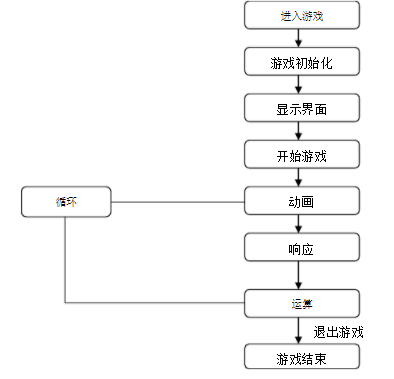 进入游戏
游戏初始化
显示界面
开始游戏
循环
动画
响应
运算
退出游戏
游戏结束